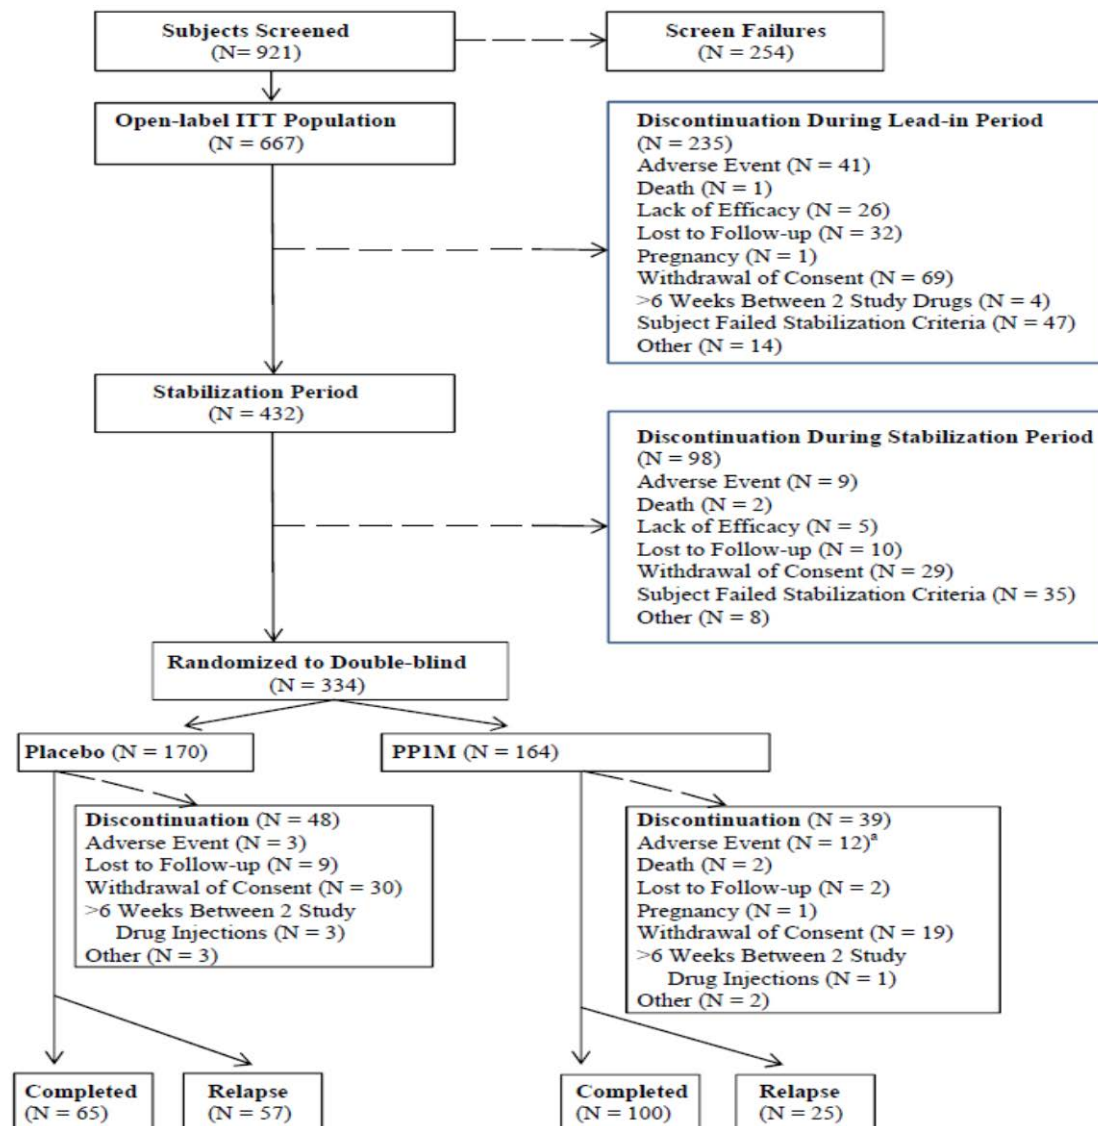 Subjects Screened
(N= 921)
Screen Failures
(N = 254)
Open-label ITT Population
(N = 667)
Discontinuation During Lead-in Period
(N = 235)
Adverse Event (N = 41)
Death (N = 1)
Lack of Efficacy (N = 26)
Lost to Follow-up (N = 32)
Pregnancy (N = 1)
Withdrawal of Consent (N = 69)
>6 Weeks Between 2 Study Drugs (N = 4)
Subject Failed Stabilization Criteria (N = 47)
Other (N = 14)
Stabilization Period
(N = 432)
Discontinuation During Stabilization Period
(N = 98)
Adverse Event (N = 9)
Death (N = 2)
Lack of Efficacy (N = 5)
Lost to Follow-up (N = 10)
Withdrawal of Consent (N = 29)
Subject Failed Stabilization Criteria (N = 35)
Other (N = 8)
Randomized to Double-blind
(N = 334)
Placebo (N = 170)
PP1M (N = 164)
Discontinuation (N = 48)
Adverse Event (N = 3)
Lost to Follow-up (N = 9)
Withdrawal of Consent (N = 30)
>6 Weeks Between 2 Study
Drug Injections (N = 3)
Other (N = 3)
Discontinuation (N = 39)
Adverse Event (N = 12)ᵃ
Death (N = 2)
Lost to Follow-up (N = 2)
Pregnancy (N = 1)
Withdrawal of Consent (N = 19)
>6 Weeks Between 2 Study
Drug Injections (N = 1)
Other (N = 2)
Completed
(N = 65)
Relapse
(N = 57)
Completed
(N = 100)
Relapse
(N = 25)